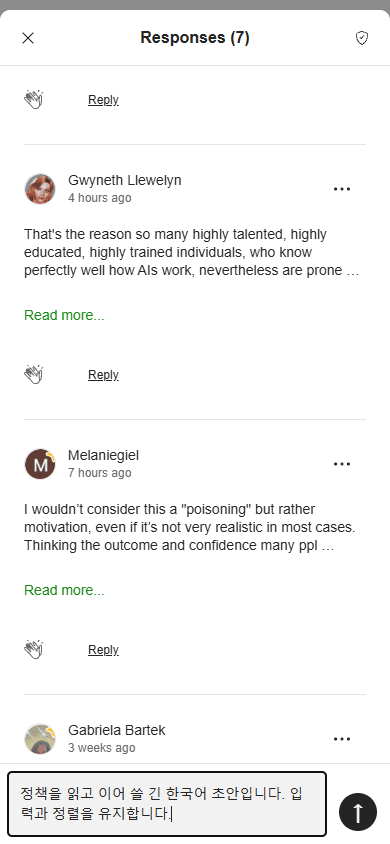 Responses (7)
Reply
Gwyneth Llewelyn
4 hours ago
That's the reason so many highly talented, highly
educated, highly trained individuals, who know
perfectly well how AIs work, nevertheless are prone …
Read more...
Reply
Melaniegiel
7 hours ago
I wouldn’t consider this a "poisoning" but rather
motivation, even if it’s not very realistic in most cases.
Thinking the outcome and confidence many ppl …
Read more...
Reply
Gabriela Bartek
3 weeks ago
정책을 읽고 이어 쓸 긴 한국어 초안입니다. 입
력과 정렬을 유지합니다.